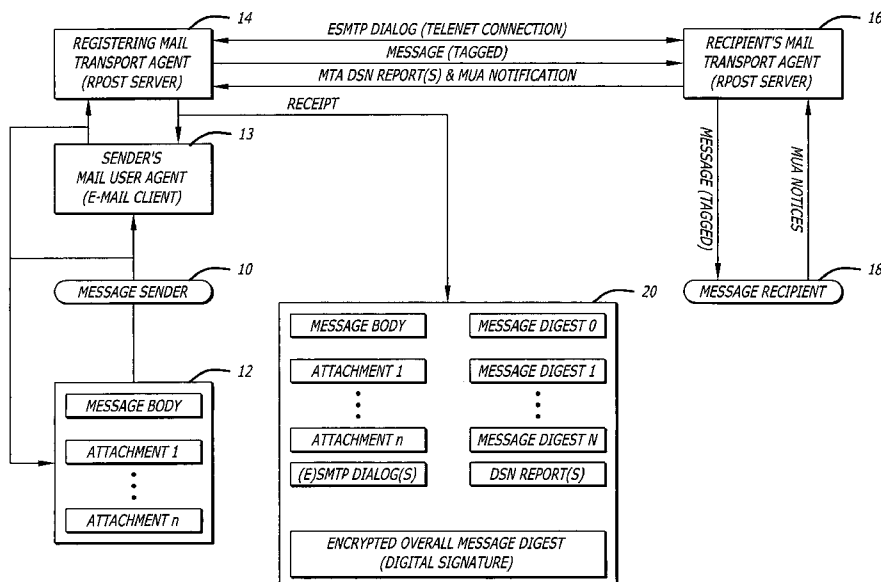 14
REGISTERING MAIL
TRANSPORT AGENT
(RPOST SERVER)
ESMTP DIALOG (TELENET CONNECTION)
MESSAGE (TAGGED)
MTA DSN REPORT(S) & MUA NOTIFICATION
16
RECIPIENT'S MAIL
TRANSPORT AGENT
(RPOST SERVER)
RECEIPT
13
SENDER'S
MAIL USER AGENT
(E-MAIL CLIENT)
MESSAGE
(TAGGED)
MUA
NOTICES
10
MESSAGE SENDER
18
MESSAGE RECIPIENT
12
MESSAGE BODY
ATTACHMENT 1
ATTACHMENT n
20
MESSAGE BODY
MESSAGE DIGEST 0
ATTACHMENT 1
MESSAGE DIGEST 1
ATTACHMENT n
MESSAGE DIGEST N
(E)SMTP DIALOG(S)
DSN REPORT(S)
ENCRYPTED OVERALL MESSAGE DIGEST
(DIGITAL SIGNATURE)